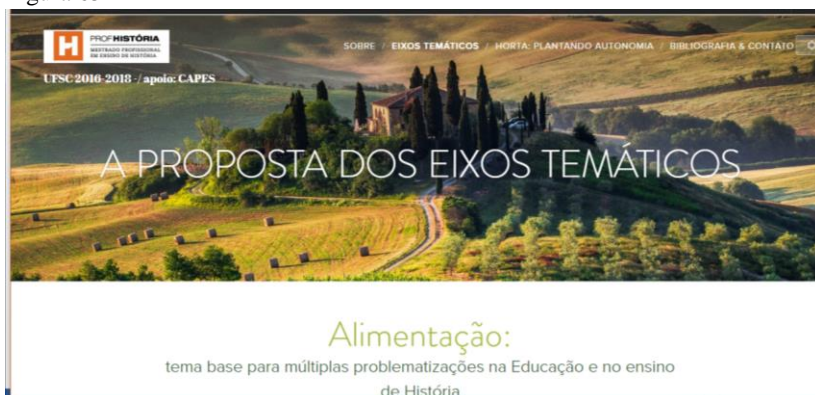 PROFHISTÓRIA
MESTRADO PROFISSIONAL
EM ENSINO DE HISTÓRIA
SOBRE / EIXOS TEMÁTICOS / HORTA: PLANTANDO AUTONOMIA / BIBLIOGRAFIA & CONTATO
UFSC 2016-2018 / apoio: CAPES
A PROPOSTA DOS EIXOS TEMÁTICOS
Alimentação:
tema base para múltiplas problematizações na Educação e no ensino
de História